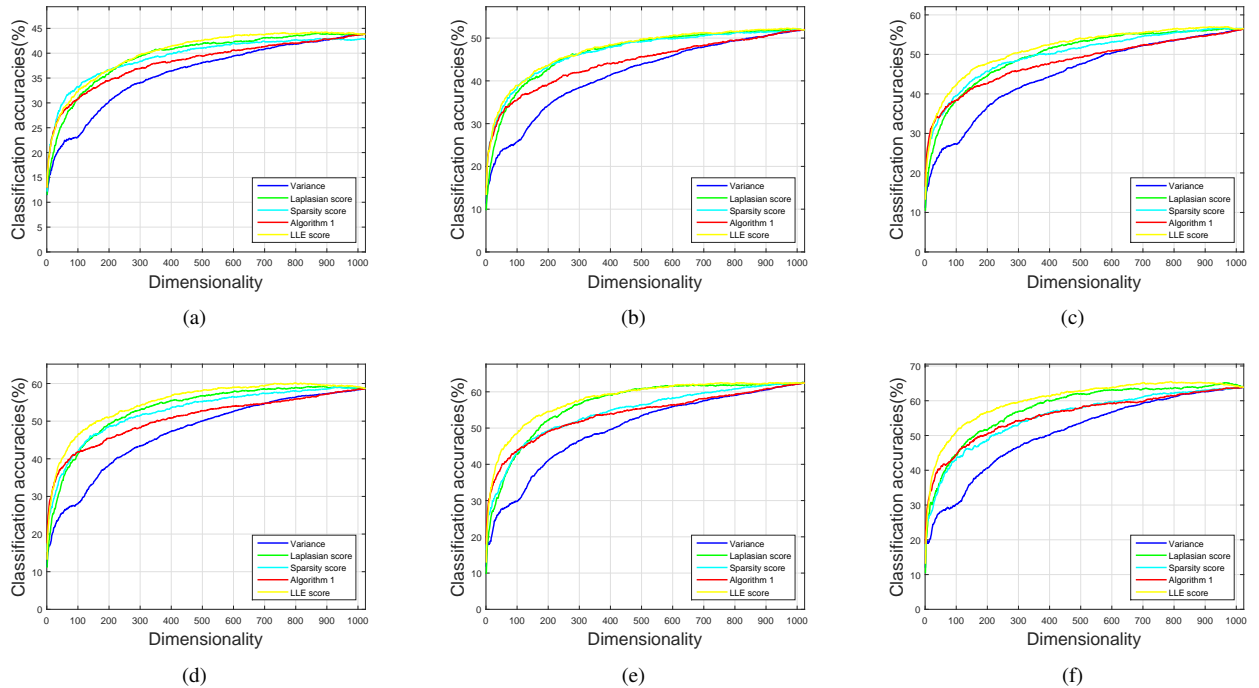 Classification accuracies(%)
45
40
35
30
25
20
15
10
5
0
Variance
Laplasian score
Sparsity score
Algorithm 1
LLE score
0 100 200 300 400 500 600 700 800 900 1000
Dimensionality
(a)
Classification accuracies(%)
50
40
30
20
10
0
Variance
Laplasian score
Sparsity score
Algorithm 1
LLE score
0 100 200 300 400 500 600 700 800 900 1000
Dimensionality
(b)
Classification accuracies(%)
60
50
40
30
20
10
0
Variance
Laplasian score
Sparsity score
Algorithm 1
LLE score
0 100 200 300 400 500 600 700 800 900 1000
Dimensionality
(c)
Classification accuracies(%)
60
50
40
30
20
10
0
Variance
Laplasian score
Sparsity score
Algorithm 1
LLE score
0 100 200 300 400 500 600 700 800 900 1000
Dimensionality
(d)
Classification accuracies(%)
60
50
40
30
20
10
0
Variance
Laplasian score
Sparsity score
Algorithm 1
LLE score
0 100 200 300 400 500 600 700 800 900 1000
Dimensionality
(e)
Classification accuracies(%)
70
60
50
40
30
20
10
0
Variance
Laplasian score
Sparsity score
Algorithm 1
LLE score
0 100 200 300 400 500 600 700 800 900 1000
Dimensionality
(f)